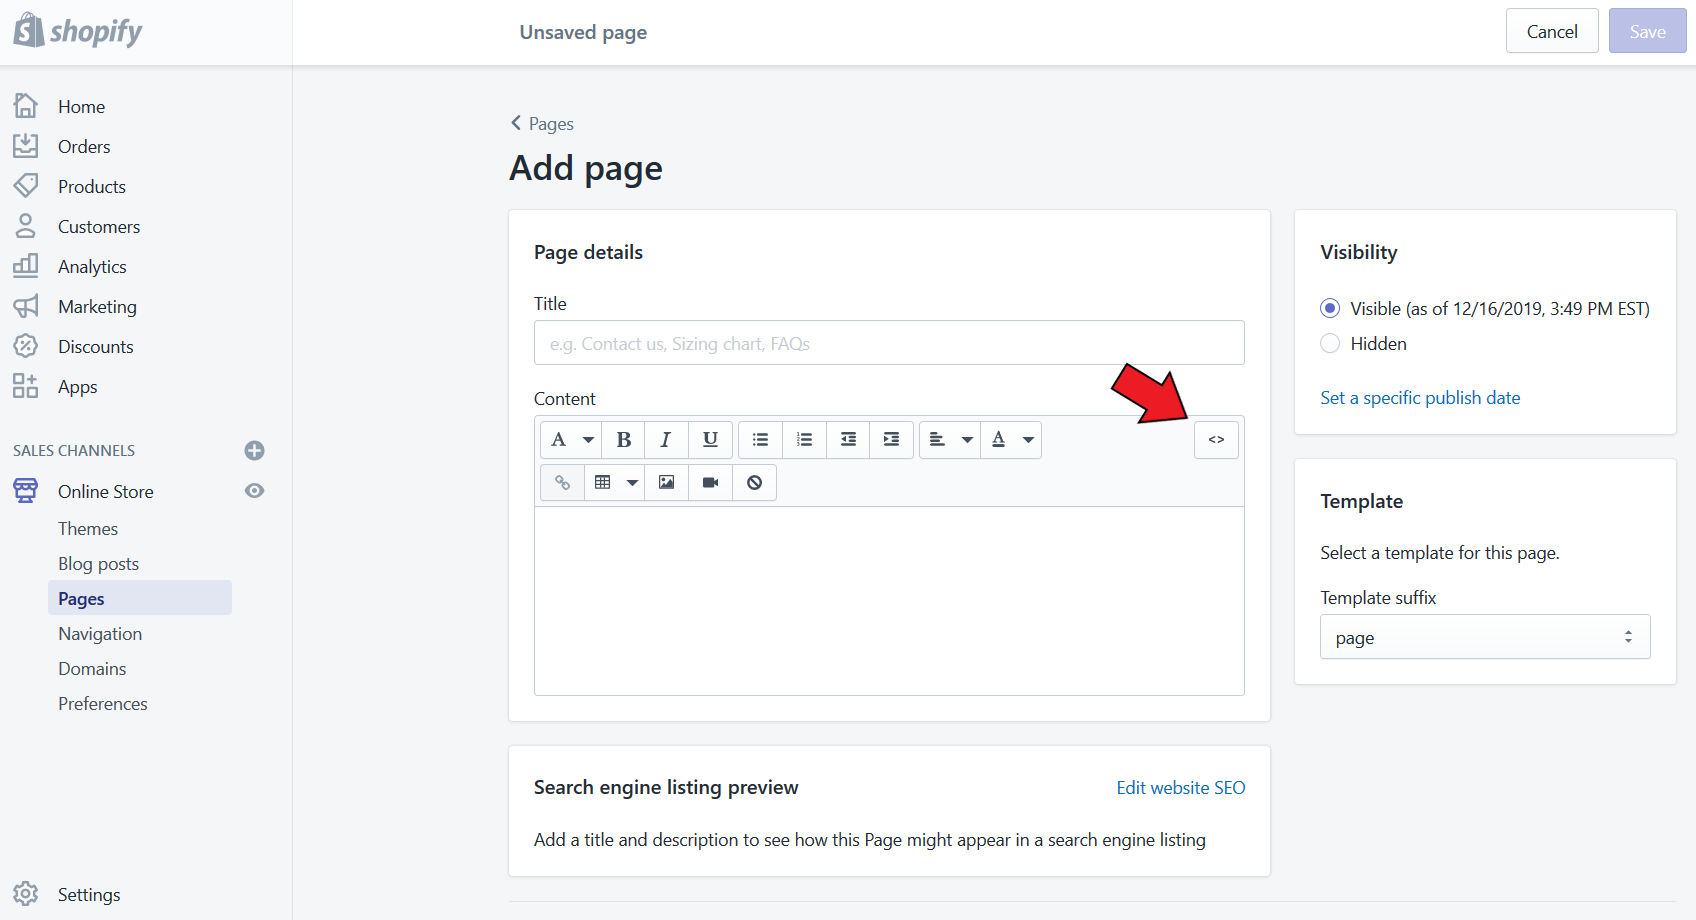 shopify
Unsaved page
Cancel
Save
Home
Orders
Products
Customers
Analytics
Marketing
Discounts
Apps
SALES CHANNELS
Online Store
Themes
Blog posts
Pages
Navigation
Domains
Preferences
Settings
Pages
Add page
Page details
Title
e.g. Contact us, Sizing chart, FAQs
Content
A B I U A <>
Search engine listing preview
Edit website SEO
Add a title and description to see how this Page might appear in a search engine listing
Visibility
Visible (as of 12/16/2019, 3:49 PM EST)
Hidden
Set a specific publish date
Template
Select a template for this page.
Template suffix
page